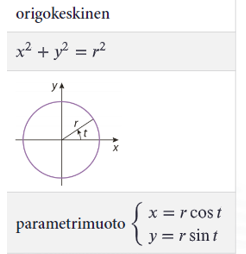 origokeskinen
x² + y² = r²
y
r
t
x
parametrimuoto { x = r cos t
y = r sin t